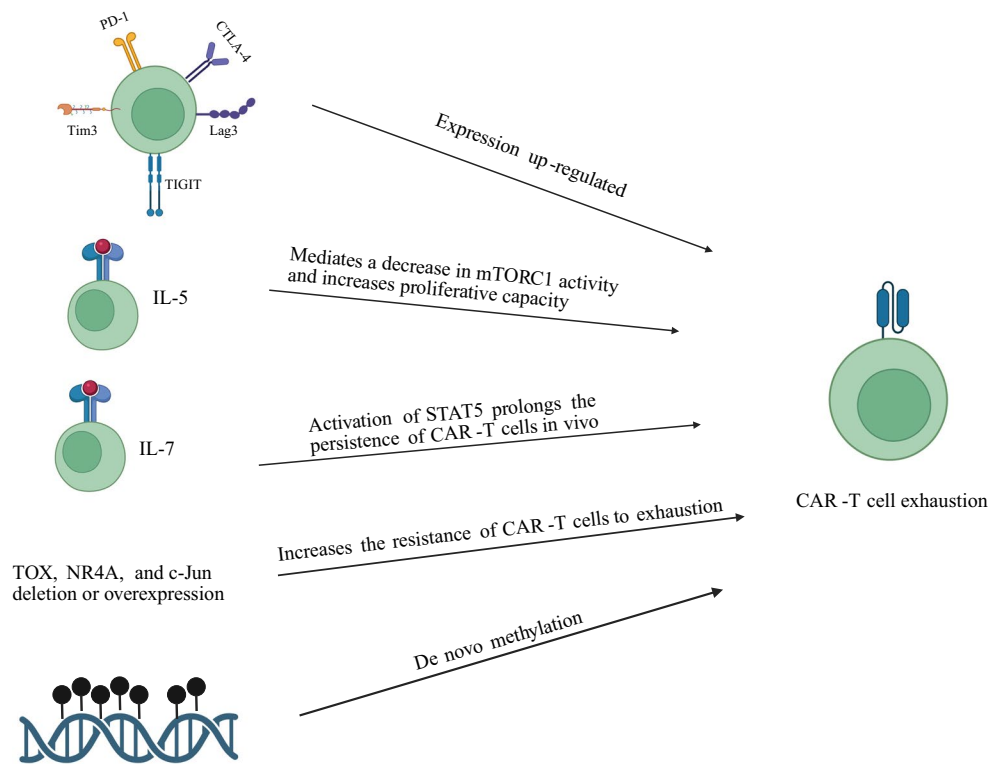 PD-1
CTLA-4
Tim3
Lag3
TIGIT
Expression up-regulated
IL-5
Mediates a decrease in mTORC1 activity
and increases proliferative capacity
IL-7
Activation of STAT5 prolongs the
persistence of CAR-T cells in vivo
CAR-T cell exhaustion
TOX, NR4A, and c-Jun
deletion or overexpression
Increases the resistance of CAR-T cells to exhaustion
De novo methylation